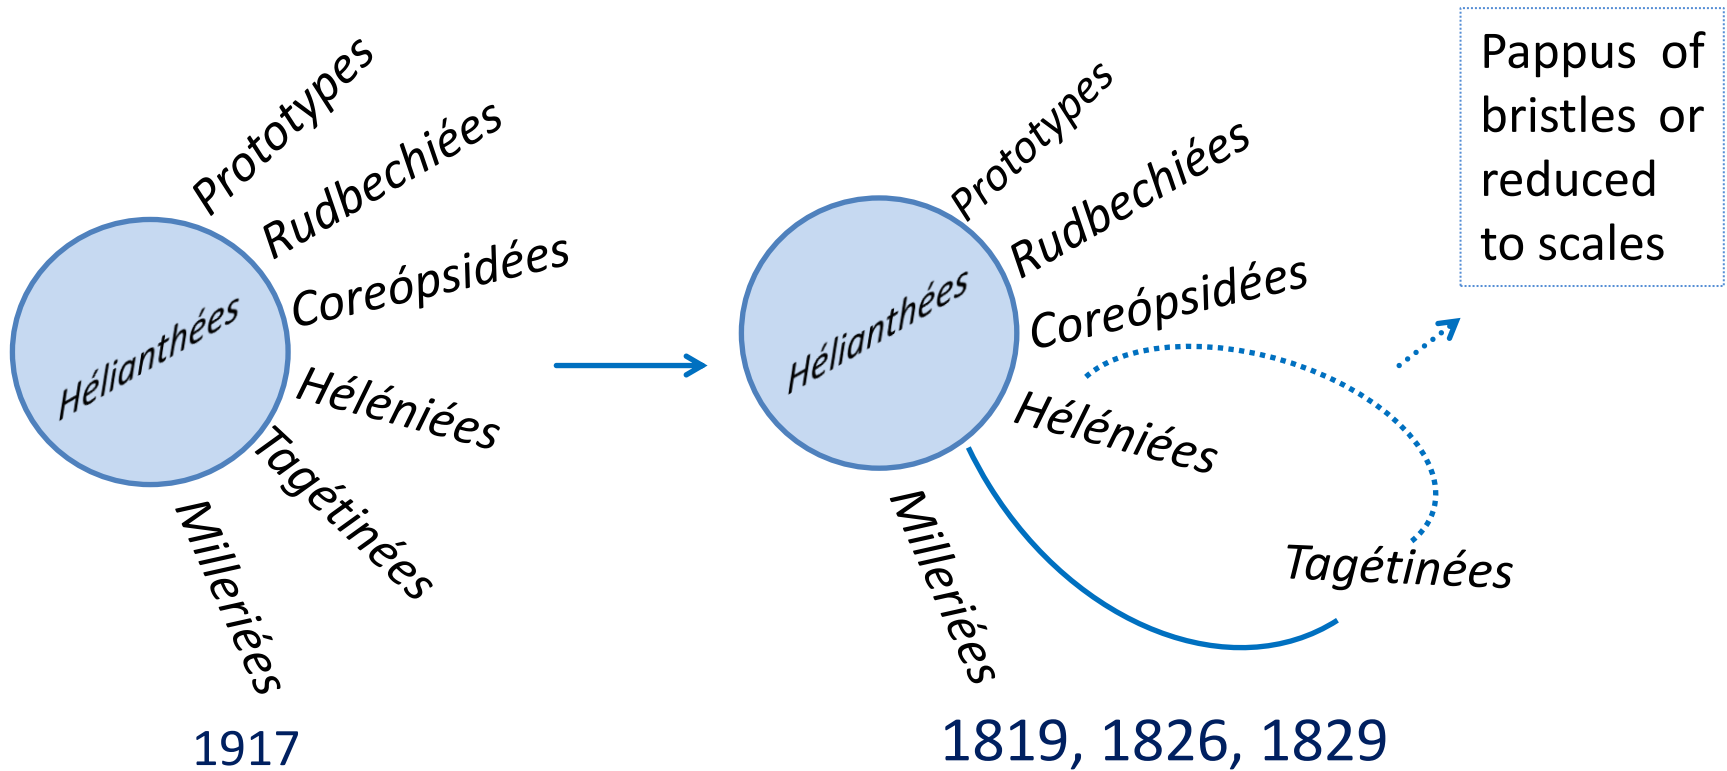 Prototypes
Rudbechiées
Coreópsidées
Hélianthées
Héléniées
Tagétinées
Milleriées
1917
Prototypes
Rudbechiées
Coreópsidées
Hélianthées
Héléniées
Tagétinées
Milleriées
1819, 1826, 1829
Pappus of
bristles or
reduced
to scales